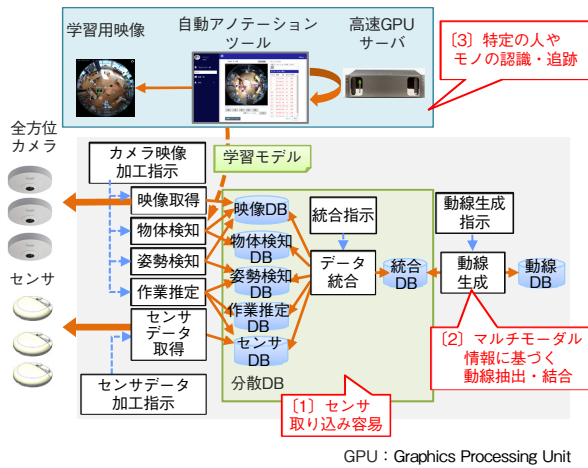 学習用映像
自動アノテーション
ツール
高速GPU
サーバ
〔3〕特定の人や
モノの認識・追跡
全方位
カメラ
カメラ映像
加工指示
学習モデル
映像取得
物体検知
姿勢検知
作業推定
センサ
データ
取得
センサ
センサデータ
加工指示
映像DB
物体検知
DB
姿勢検知
DB
作業推定
DB
センサ
DB
分散DB
統合指示
データ
統合
統合
DB
動線生成
指示
動線
生成
動線
DB
〔2〕マルチモーダル
情報に基づく
動線抽出・結合
〔1〕センサ
取り込み容易
GPU：Graphics Processing Unit